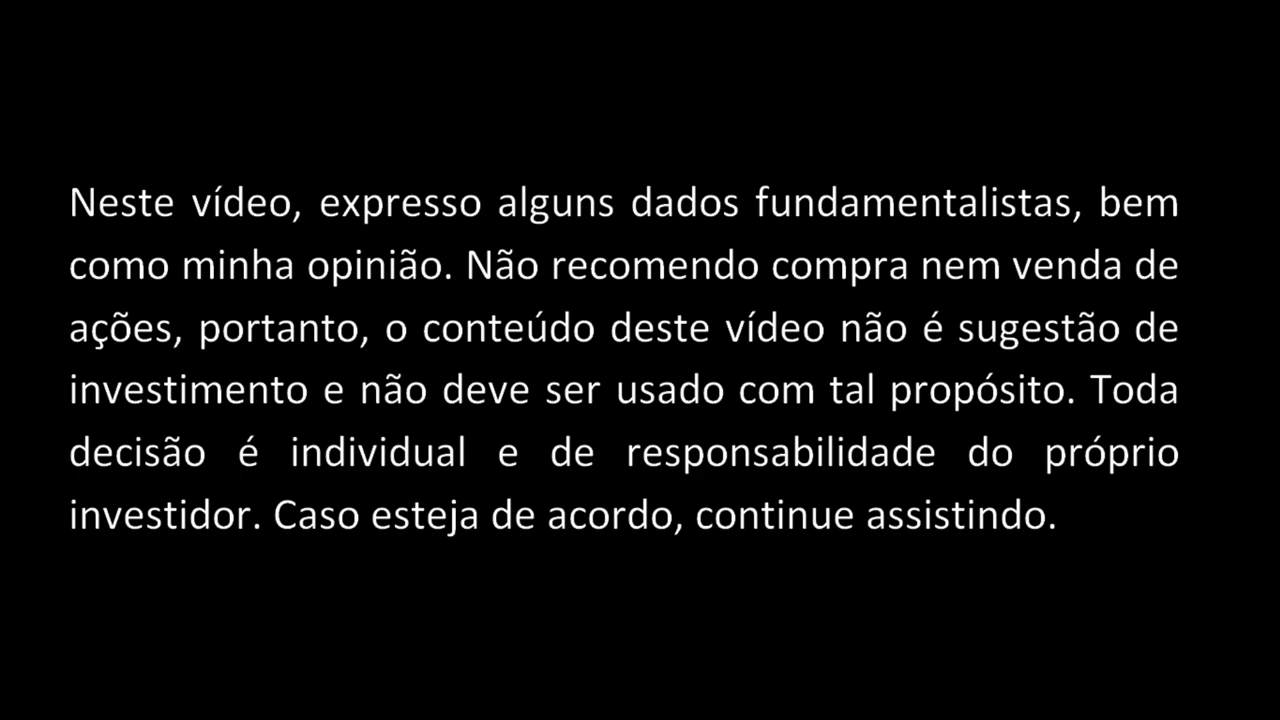 Neste vídeo, expresso alguns dados fundamentalistas, bem
como minha opinião. Não recomendo compra nem venda de
ações, portanto, o conteúdo deste vídeo não é sugestão de
investimento e não deve ser usado com tal propósito. Toda
decisão é individual e de responsabilidade do próprio
investidor. Caso esteja de acordo, continue assistindo.